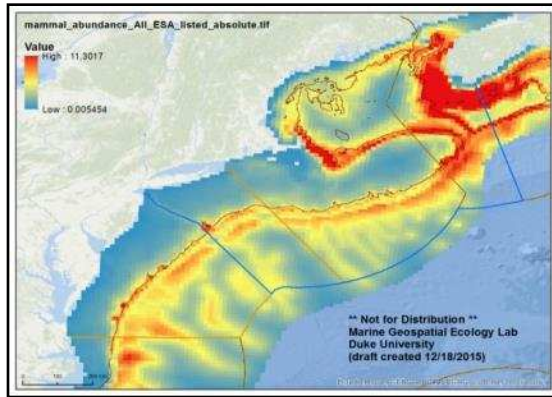 mammal_abundance_All_ESA_listed_absolute.tif
Value
High : 11.3017
Low : 0.005454
** Not for Distribution **
Marine Geospatial Ecology Lab
Duke University
(draft created 12/18/2015)